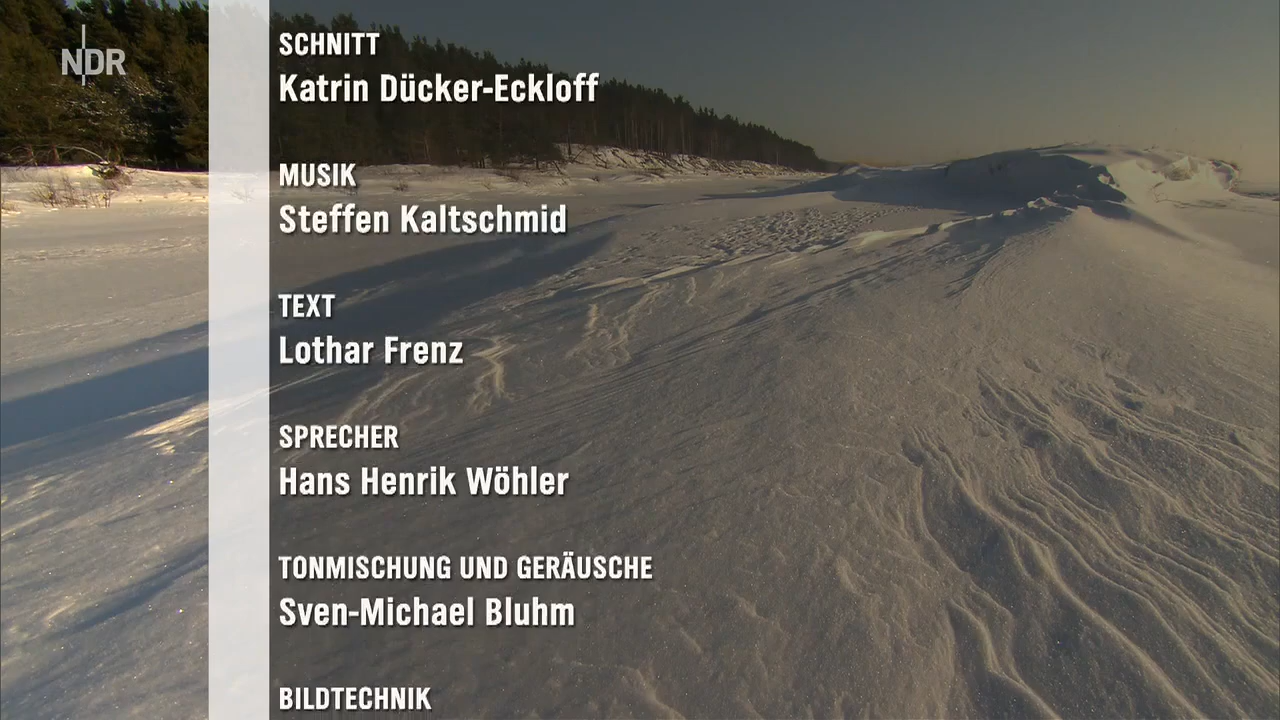 NDR
SCHNITT
Katrin Dücker-Eckloff
MUSIK
Steffen Kaltschmid
TEXT
Lothar Frenz
SPRECHER
Hans Henrik Wöhler
TONMISCHUNG UND GERÄUSCHE
Sven-Michael Bluhm
BILDTECHNIK